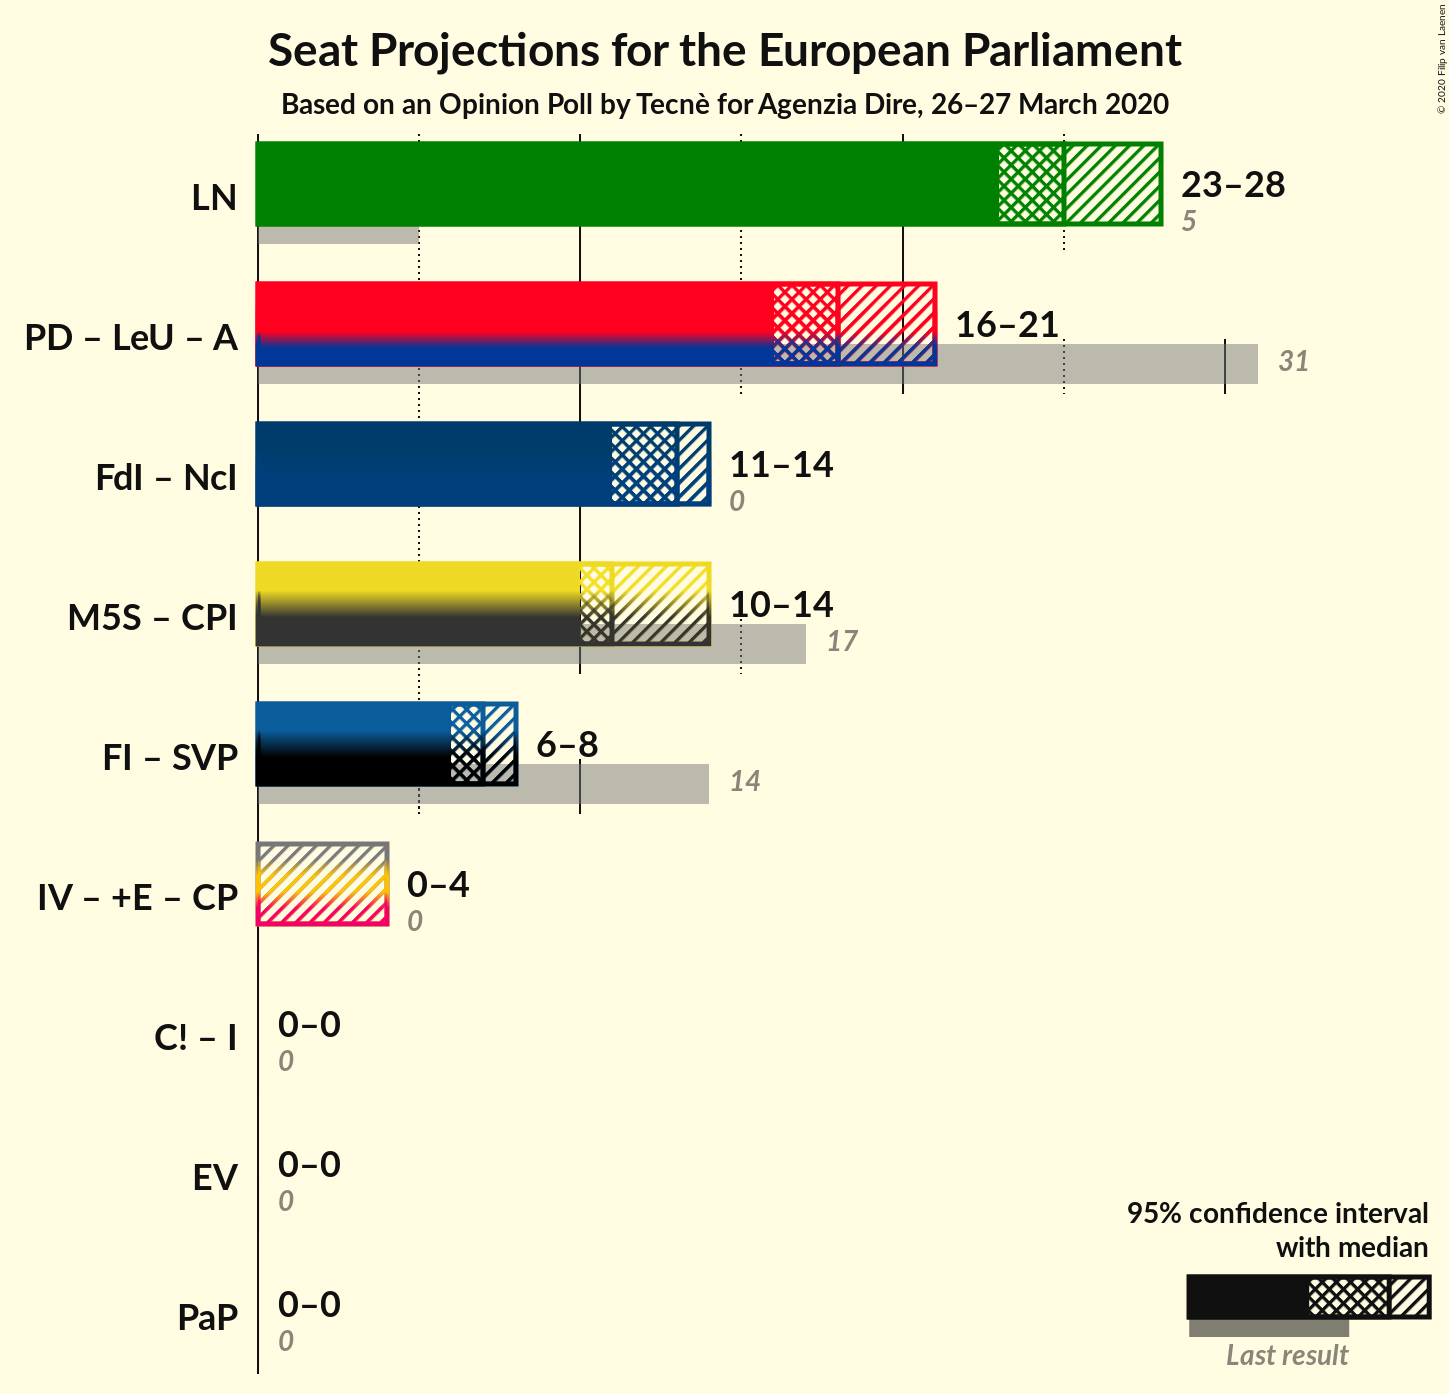 Seat Projections for the European Parliament
Based on an Opinion Poll by Tecnè for Agenzia Dire, 26–27 March 2020
© 2020 Filip van Laenen
LN
23–28
5
PD – LeU – A
16–21
31
FdI – NcI
11–14
0
M5S – CPI
10–14
17
FI – SVP
6–8
14
IV – +E – CP
0–4
0
C! – I
0–0
0
EV
0–0
0
PaP
0–0
0
95% confidence interval
with median
Last result